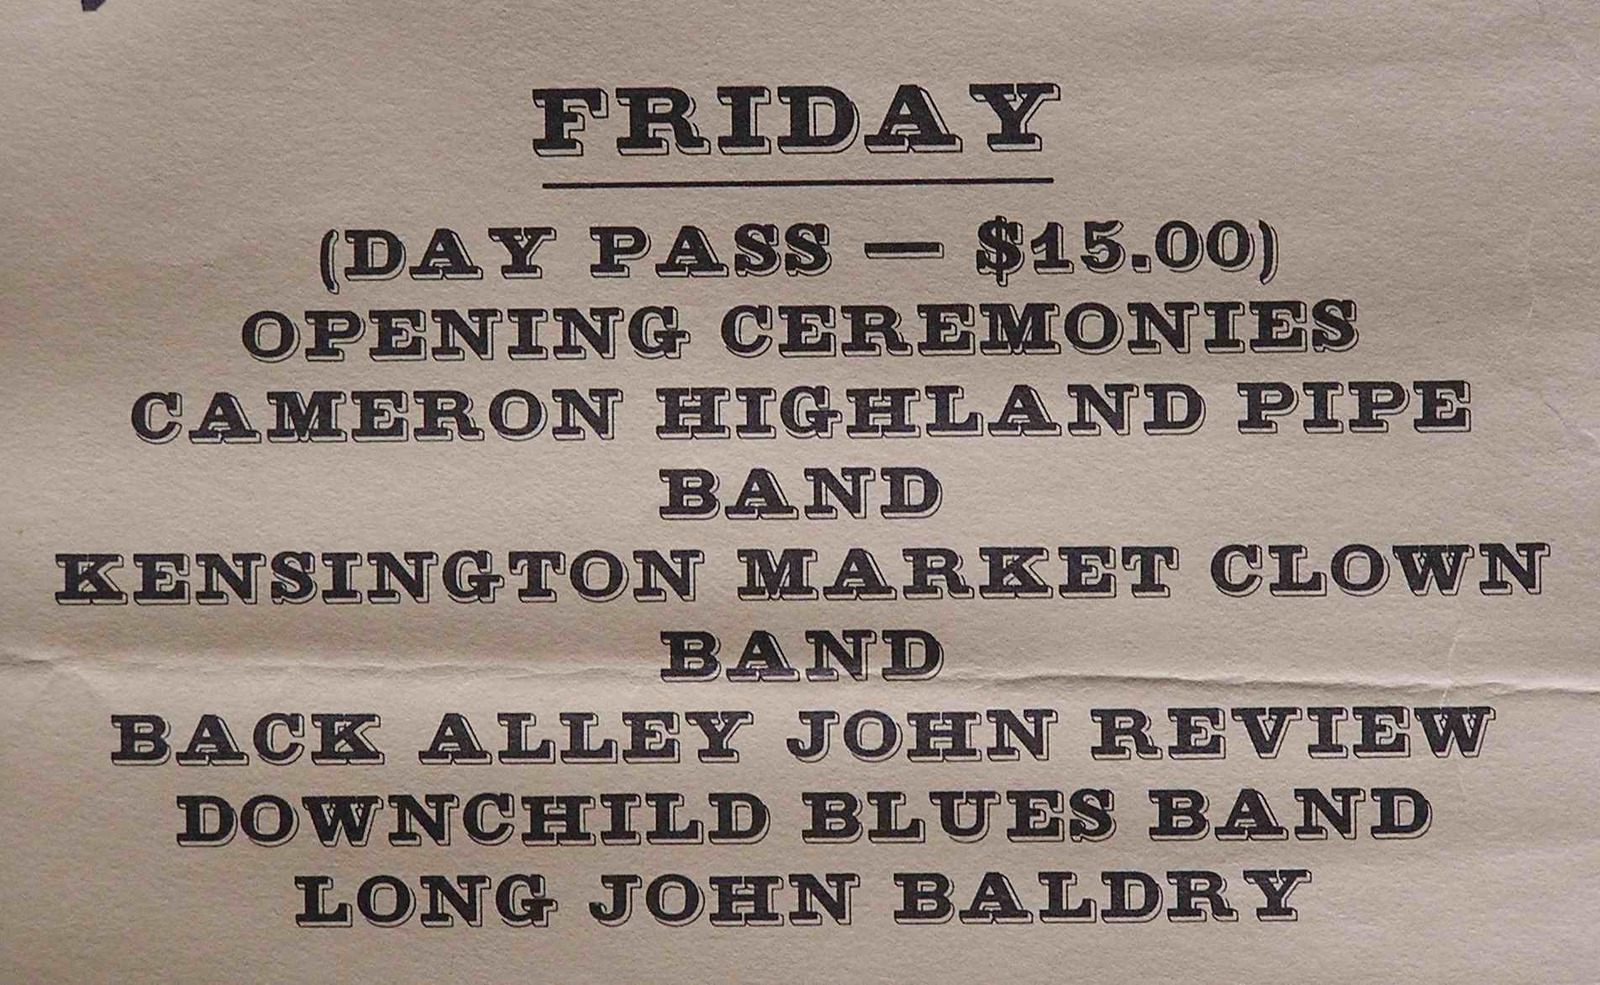 FRIDAY
(DAY PASS — $15.00)
OPENING CEREMONIES
CAMERON HIGHLAND PIPE
BAND
KENSINGTON MARKET CLOWN
BAND
BACK ALLEY JOHN REVIEW
DOWNCHILD BLUES BAND
LONG JOHN BALDRY